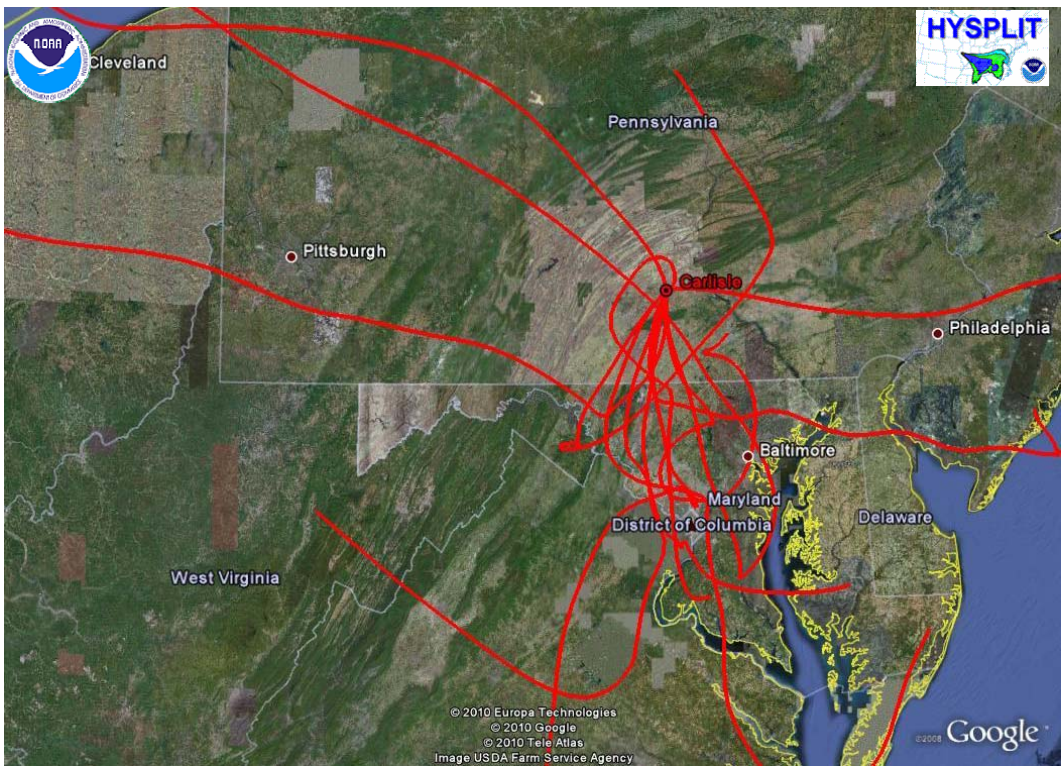 NOAA
HYSPLIT
Cleveland
Pennsylvania
Pittsburgh
Carlisle
Philadelphia
Baltimore
Maryland
District of Columbia
Delaware
West Virginia
© 2010 Europa Technologies
© 2010 Google
© 2010 Tele Atlas
Image USDA Farm Service Agency
©2008 Google